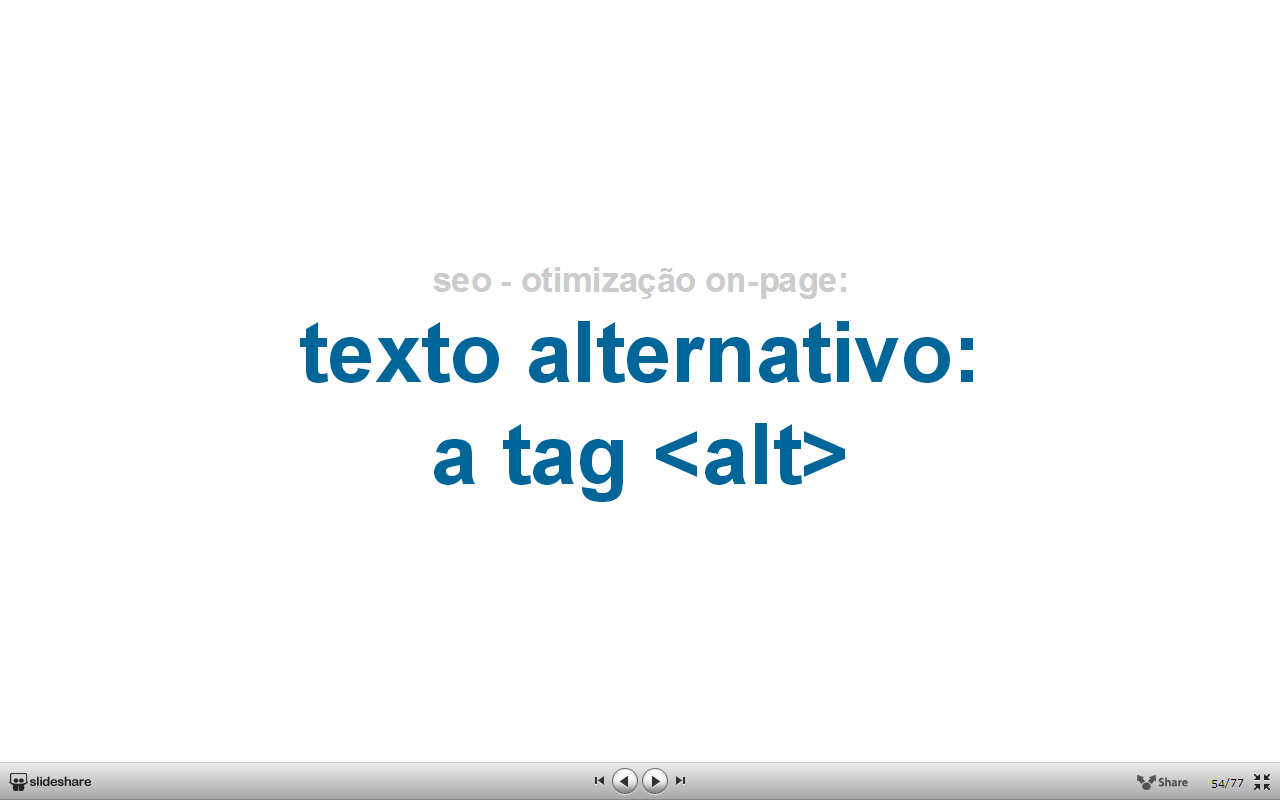 seo - otimização on-page:
texto alternativo:
a tag <alt>
slideshare
Share
54/77